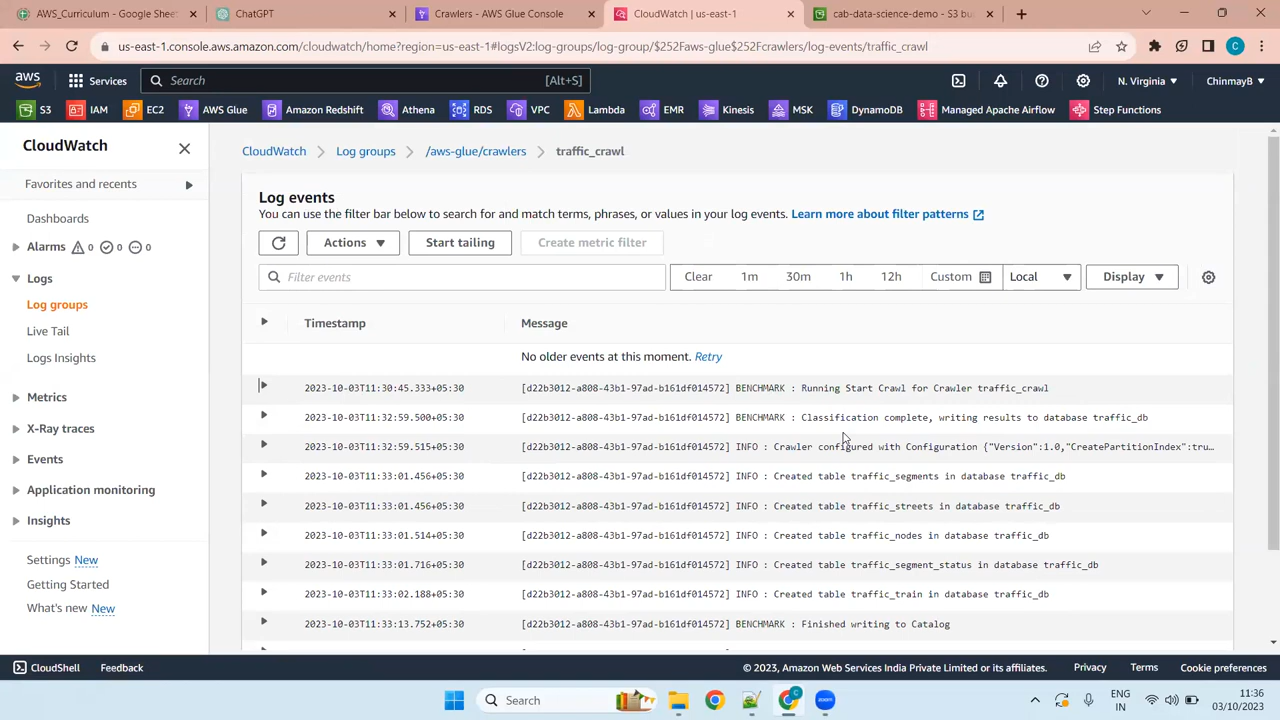 AWS_Curriculum - Google Sheet
ChatGPT
Crawlers - AWS Glue Console
CloudWatch | us-east-1
cab-data-science-demo - S3 bu
us-east-1.console.aws.amazon.com/cloudwatch/home?region=us-east-1#logsV2:log-groups/log-group/$252Faws-glue$252Fcrawlers/log-events/traffic_crawl
C
aws
Services
Search
[Alt+S]
N. Virginia
ChinmayB
S3
IAM
EC2
AWS Glue
Amazon Redshift
Athena
RDS
VPC
Lambda
EMR
Kinesis
MSK
DynamoDB
Managed Apache Airflow
Step Functions
CloudWatch
Favorites and recents
Dashboards
Alarms 0 0 0
Logs
Log groups
Live Tail
Logs Insights
Metrics
X-Ray traces
Events
Application monitoring
Insights
Settings New
Getting Started
What's new New
CloudWatch
Log groups
/aws-glue/crawlers
traffic_crawl
Log events
You can use the filter bar below to search for and match terms, phrases, or values in your log events. Learn more about filter patterns
Actions
Start tailing
Create metric filter
Filter events
Clear
1m
30m
1h
12h
Custom
Local
Display
Timestamp
Message
No older events at this moment. Retry
2023-10-03T11:30:45.333+05:30 [d22b3012-a808-43b1-97ad-b161df014572] BENCHMARK : Running Start Crawl for Crawler traffic_crawl
2023-10-03T11:32:59.500+05:30 [d22b3012-a808-43b1-97ad-b161df014572] BENCHMARK : Classification complete, writing results to database traffic_db
2023-10-03T11:32:59.515+05:30 [d22b3012-a808-43b1-97ad-b161df014572] INFO : Crawler configured with Configuration {"Version":1.0,"CreatePartitionIndex":tru...
2023-10-03T11:33:01.456+05:30 [d22b3012-a808-43b1-97ad-b161df014572] INFO : Created table traffic_segments in database traffic_db
2023-10-03T11:33:01.456+05:30 [d22b3012-a808-43b1-97ad-b161df014572] INFO : Created table traffic_streets in database traffic_db
2023-10-03T11:33:01.514+05:30 [d22b3012-a808-43b1-97ad-b161df014572] INFO : Created table traffic_nodes in database traffic_db
2023-10-03T11:33:01.716+05:30 [d22b3012-a808-43b1-97ad-b161df014572] INFO : Created table traffic_segment_status in database traffic_db
2023-10-03T11:33:02.188+05:30 [d22b3012-a808-43b1-97ad-b161df014572] INFO : Created table traffic_train in database traffic_db
2023-10-03T11:33:13.752+05:30 [d22b3012-a808-43b1-97ad-b161df014572] BENCHMARK : Finished writing to Catalog
CloudShell
Feedback
© 2023, Amazon Web Services India Private Limited or its affiliates.
Privacy
Terms
Cookie preferences
Search
zoom
ENG
IN
11:36
03/10/2023